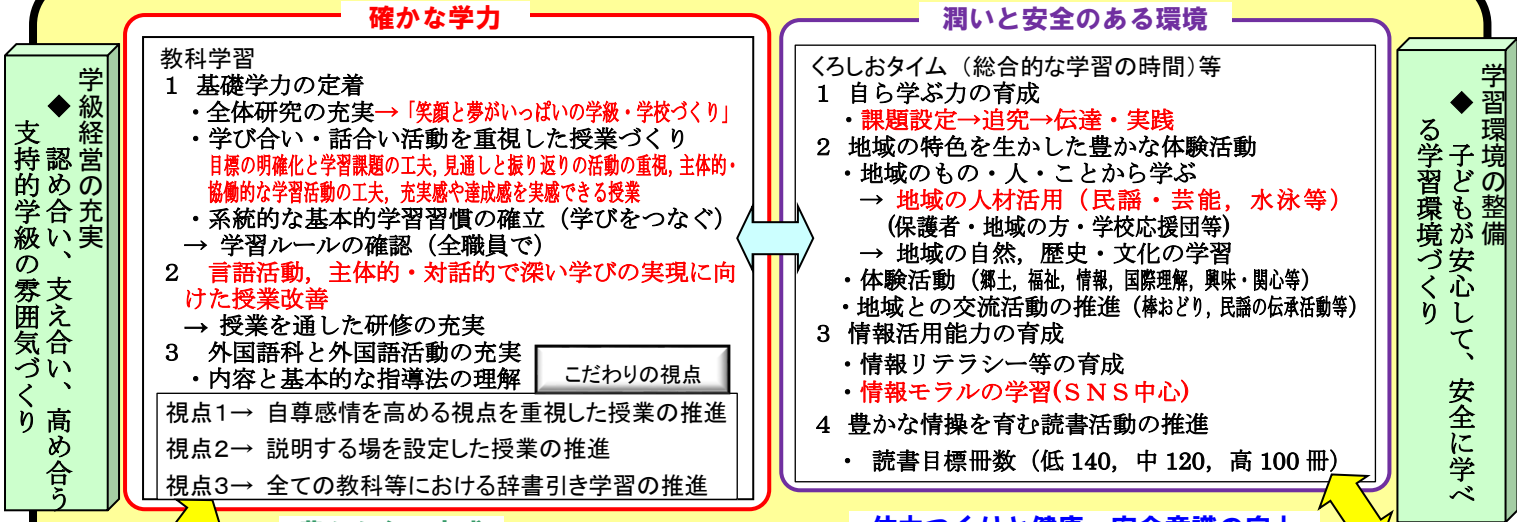 確かな学力
学級経営の充実
◆ 認め合い、支え合い、高め合う
支持的学級の雰囲気づくり
教科学習
1 基礎学力の定着
・全体研究の充実→「笑顔と夢がいっぱいの学級・学校づくり」
・学び合い・話合い活動を重視した授業づくり
目標の明確化と学習課題の工夫,見通しと振り返りの活動の重視,主体的・
協働的な学習活動の工夫, 充実感や達成感を実感できる授業
・系統的な基本的学習習慣の確立（学びをつなぐ）
→ 学習ルールの確認（全職員で）
2 言語活動，主体的・対話的で深い学びの実現に向
けた授業改善
→ 授業を通した研修の充実
3 外国語科と外国語活動の充実
・内容と基本的な指導法の理解
こだわりの視点
視点1→ 自尊感情を高める視点を重視した授業の推進
視点2→ 説明する場を設定した授業の推進
視点3→ 全ての教科等における辞書引き学習の推進
潤いと安全のある環境
くろしおタイム（総合的な学習の時間)等
1 自ら学ぶ力の育成
・課題設定→追究→伝達・実践
2 地域の特色を生かした豊かな体験活動
・地域のもの・人・ことから学ぶ
→ 地域の人材活用（民謡・芸能，水泳等）
(保護者・地域の方・学校応援団等)
→ 地域の自然，歴史・文化の学習
・体験活動（郷土, 福祉, 情報, 国際理解, 興味・関心等）
・地域との交流活動の推進（棒おどり, 民謡の伝承活動等）
3 情報活用能力の育成
・情報リテラシー等の育成
・情報モラルの学習(ＳＮＳ中心)
4 豊かな情操を育む読書活動の推進
・ 読書目標冊数（低 140，中 120，高 100 冊）
学習環境の整備
◆ 子どもが安心して、安全に学べ
る学習環境づくり
体力つくりと健康・安全意識の向上